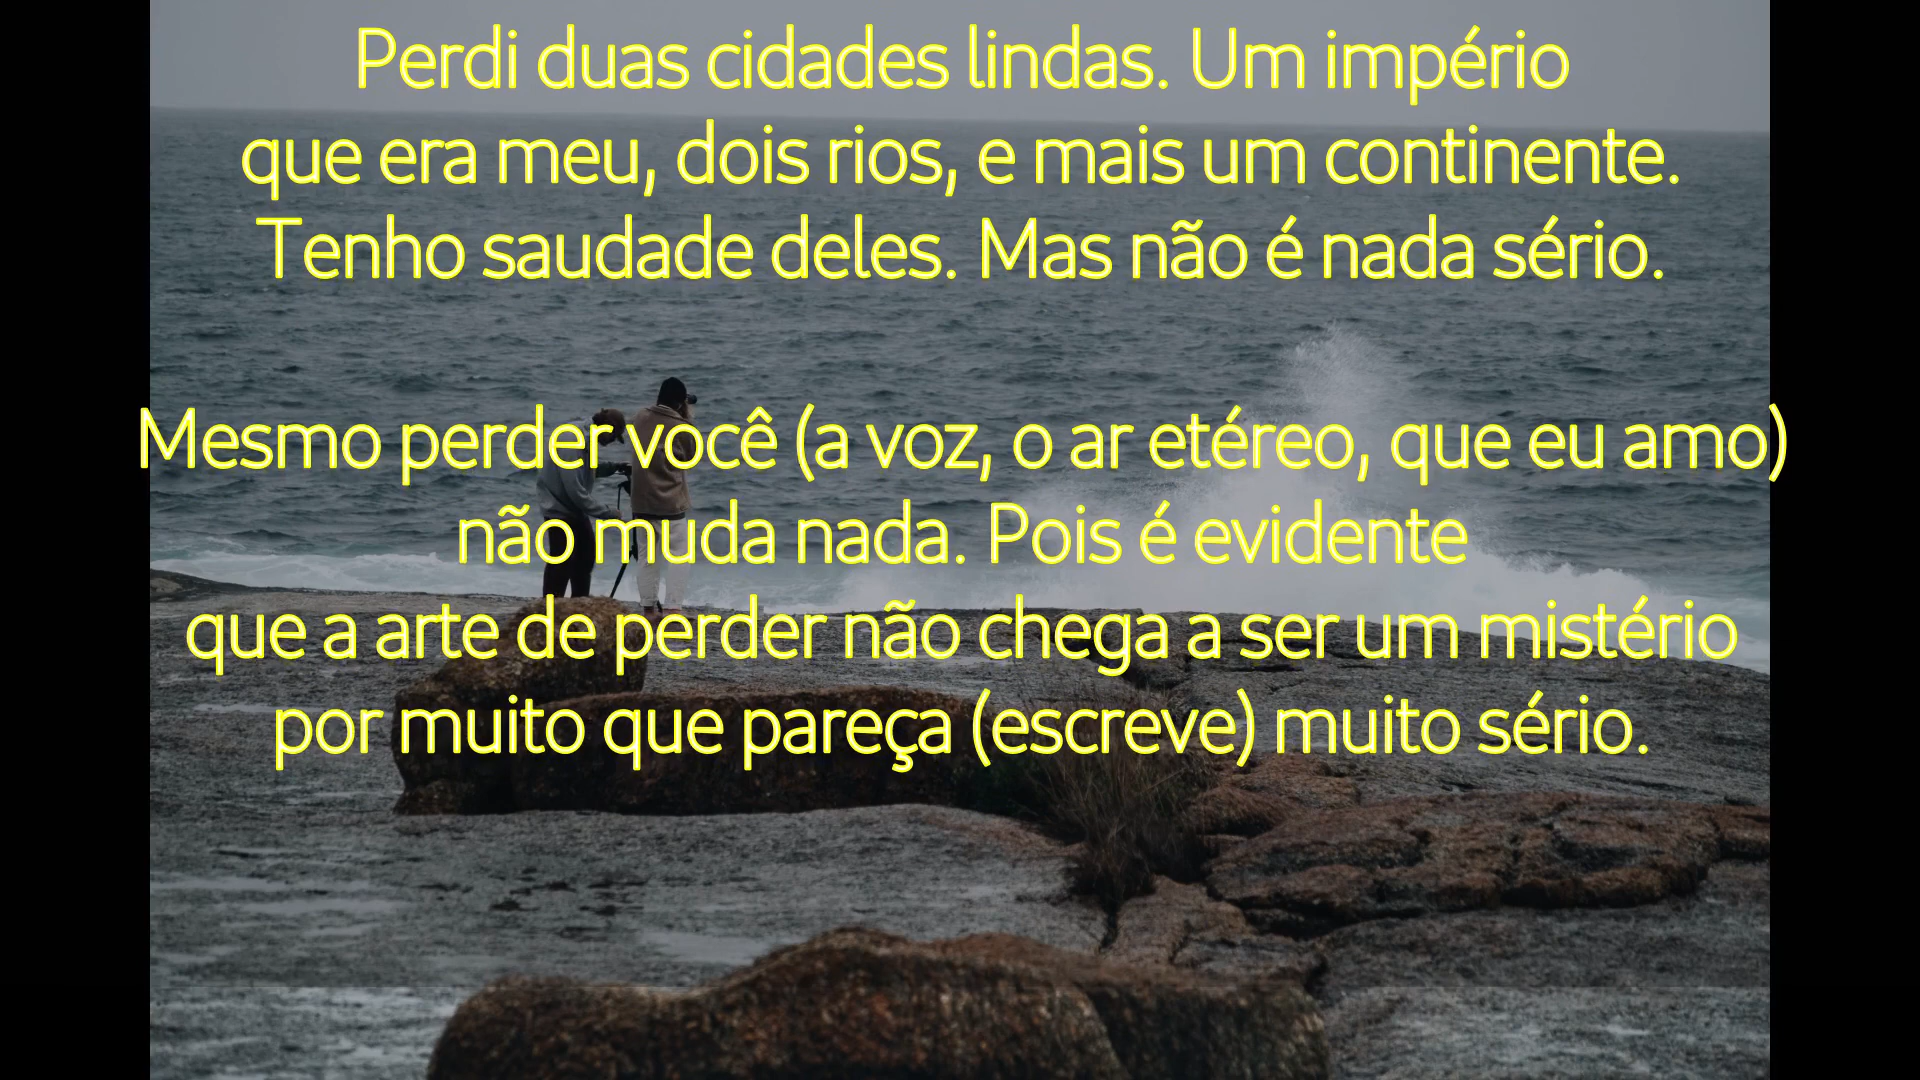 Perdi duas cidades lindas. Um império
que era meu, dois rios, e mais um continente.
Tenho saudade deles. Mas não é nada sério.
Mesmo perder você (a voz, o ar etéreo, que eu amo)
não muda nada. Pois é evidente
que a arte de perder não chega a ser um mistério
por muito que pareça (escreve) muito sério.